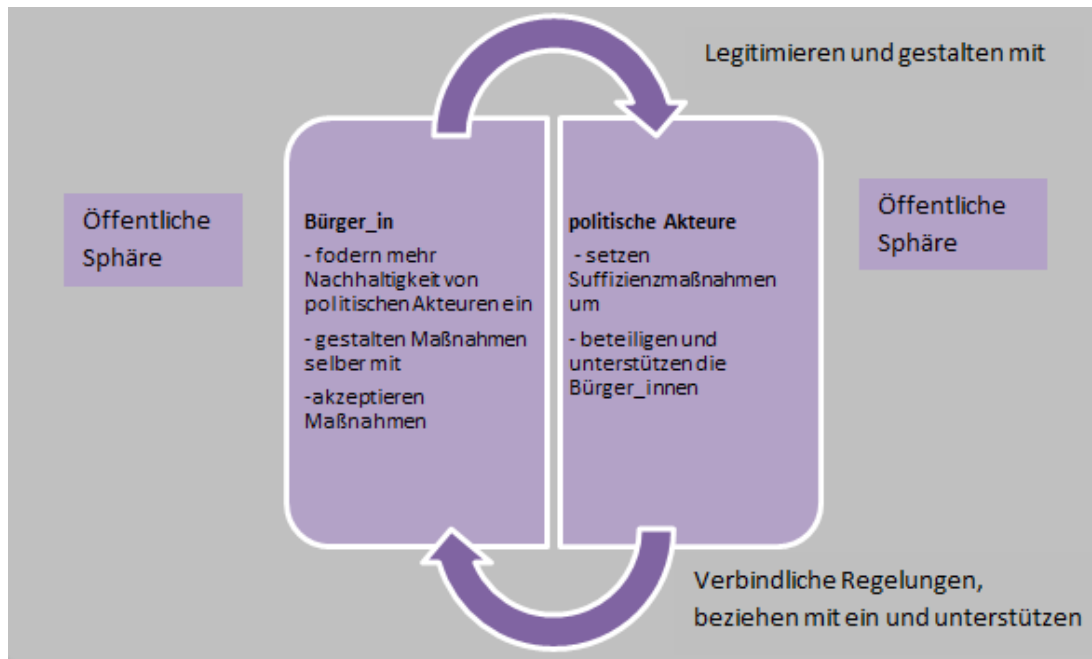 Legitimieren und gestalten mit
Öffentliche
Sphäre
Bürger_in
- fodern mehr
Nachhaltigkeit von
politischen Akteuren ein
- gestalten Maßnahmen
selber mit
-akzeptieren
Maßnahmen
politische Akteure
- setzen
Suffizienzmaßnahmen
um
- beteiligen und
unterstützen die
Bürger_innen
Öffentliche
Sphäre
Verbindliche Regelungen,
beziehen mit ein und unterstützen